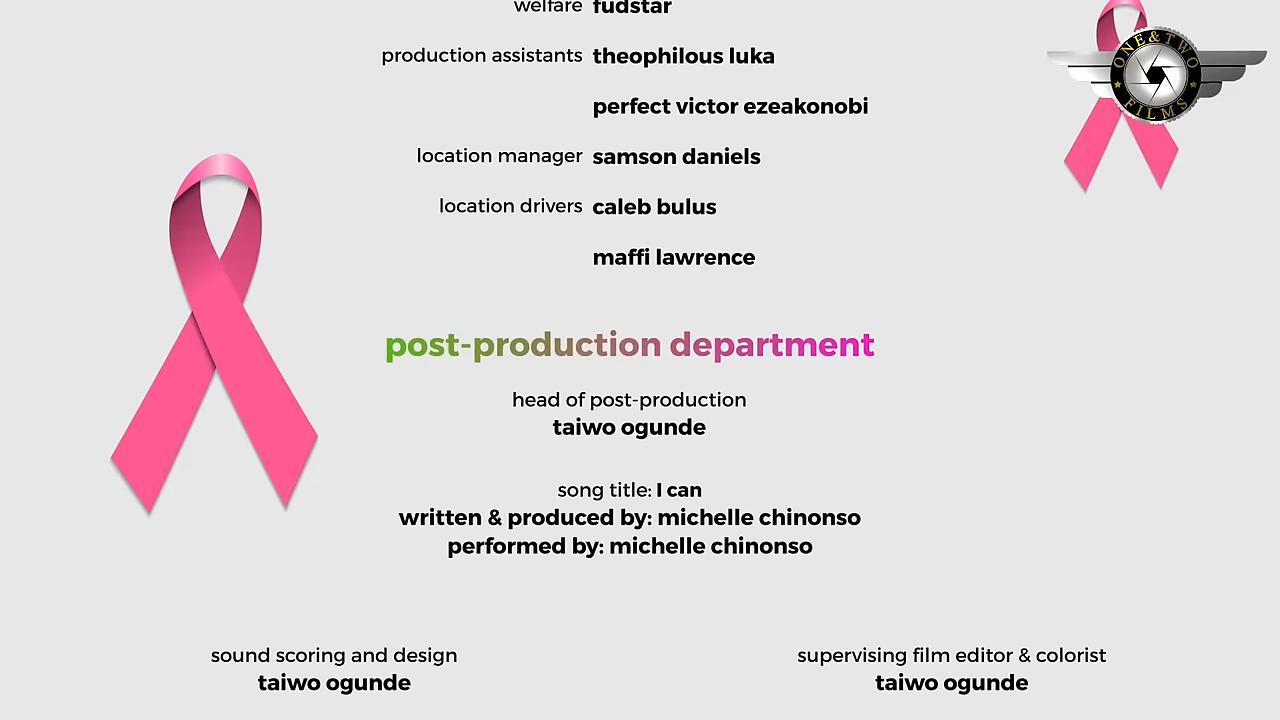 welfare fudstar
production assistants theophilous luka
perfect victor ezeakonobi
location manager samson daniels
location drivers caleb bulus
maffi lawrence
post-production department
head of post-production
taiwo ogunde
song title: I can
written & produced by: michelle chinonso
performed by: michelle chinonso
sound scoring and design
taiwo ogunde
supervising film editor & colorist
taiwo ogunde
ONE & TWO
FILMS